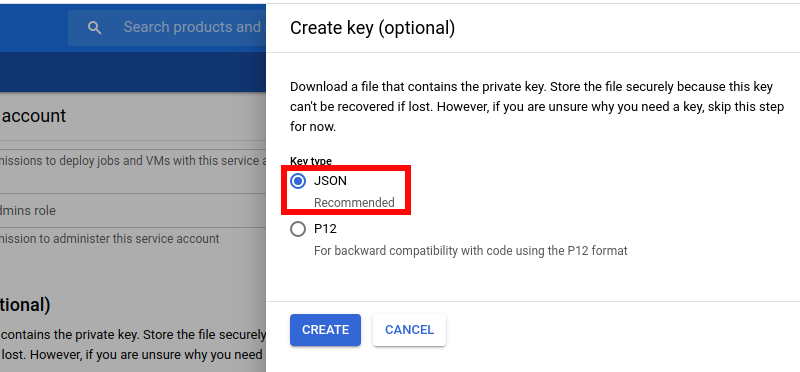 Search products and
account
missions to deploy jobs and VMs with this service a
dmins role
mission to administer this service account
tional)
contains the private key. Store the file securely
lost. However, if you are unsure why you need
Create key (optional)
Download a file that contains the private key. Store the file securely because this key
can't be recovered if lost. However, if you are unsure why you need a key, skip this step
for now.
Key type
JSON
Recommended
P12
For backward compatibility with code using the P12 format
CREATE
CANCEL